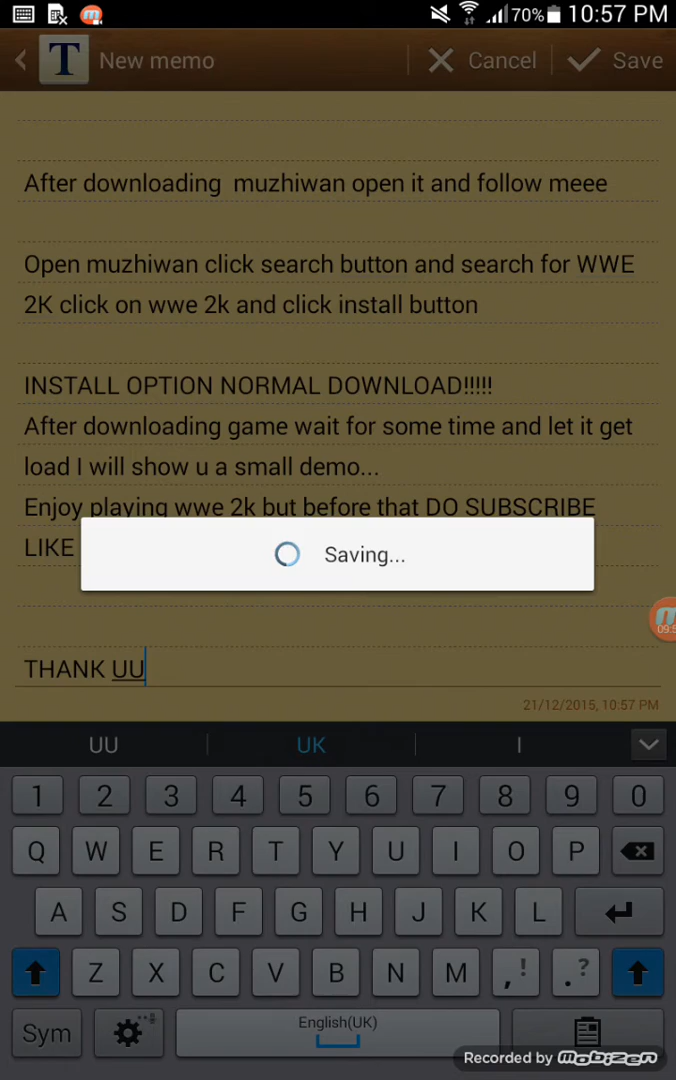 70% 10:57 PM
T New memo Cancel Save
After downloading  muzhiwan open it and follow meee
Open muzhiwan click search button and search for WWE
2K click on wwe 2k and click install button
INSTALL OPTION NORMAL DOWNLOAD!!!!!
After downloading game wait for some time and let it get
load I will show u a small demo...
Enjoy playing wwe 2k but before that DO SUBSCRIBE
LIKE
Saving...
THANK UU
21/12/2015, 10:57 PM
UU UK I
1 2 3 4 5 6 7 8 9 0
Q W E R T Y U I O P
A S D F G H J K L
Z X C V B N M ,! .?
Sym English(UK)
Recorded by mobizen